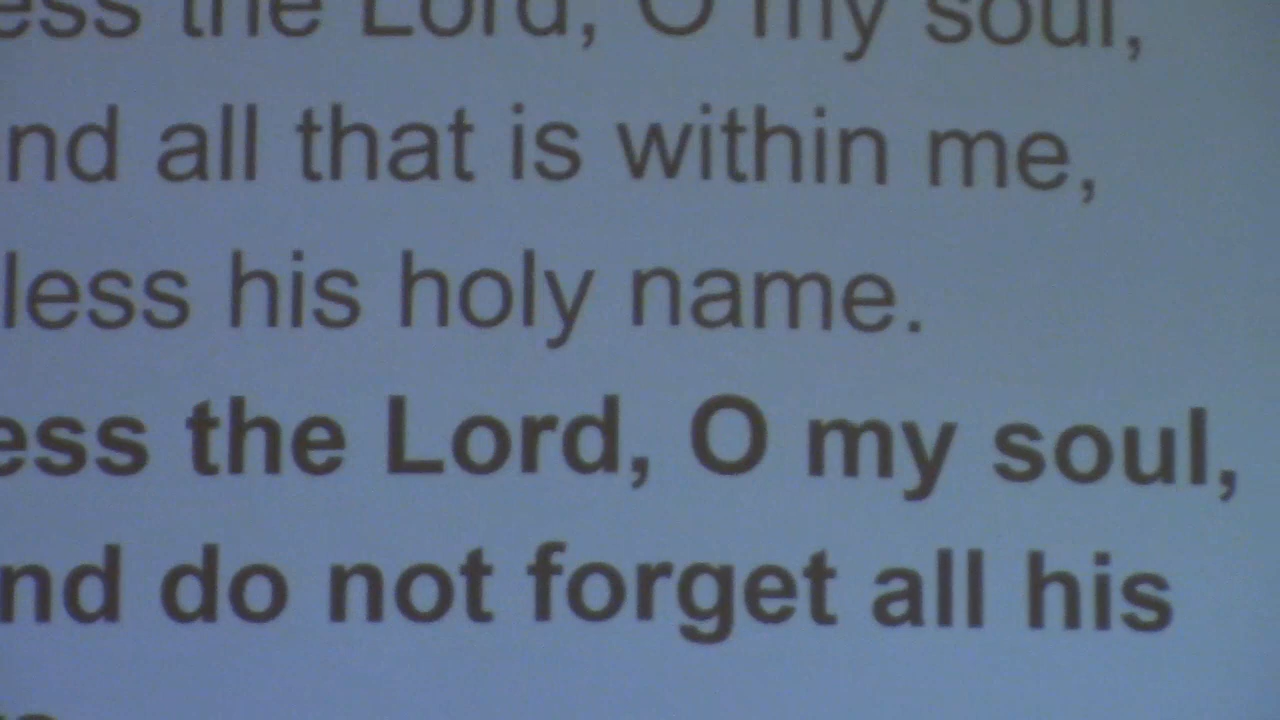 ess the Lord, O my soul,
nd all that is within me,
less his holy name.
ess the Lord, O my soul,
nd do not forget all his